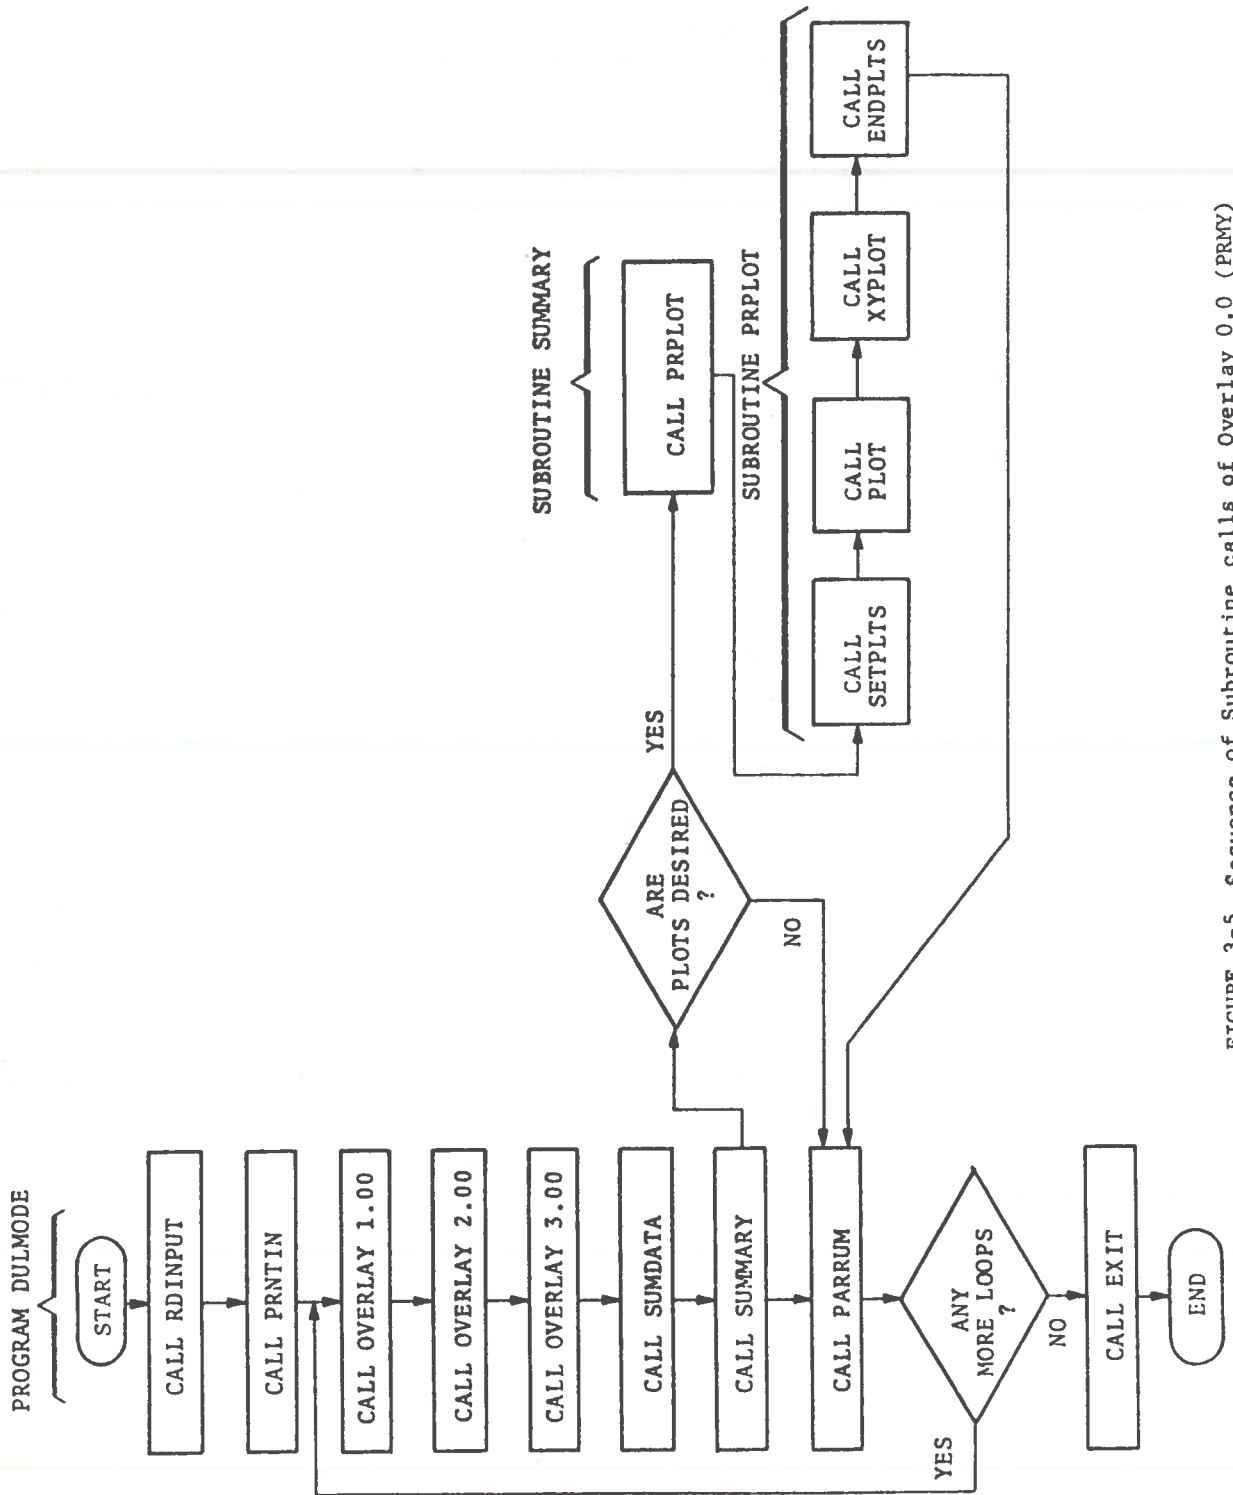 PROGRAM DULMODE
START
CALL RDINPUT
CALL PRNTIN
CALL OVERLAY 1.00
CALL OVERLAY 2.00
CALL OVERLAY 3.00
CALL SUMDATA
CALL SUMMARY
CALL PARRUM
ANY
MORE LOOPS
?
YES
NO
CALL EXIT
END
ARE
PLOTS DESIRED
?
NO
YES
SUBROUTINE SUMMARY
CALL PRPLOT
SUBROUTINE PRPLOT
CALL
SETPLTS
CALL
PLOT
CALL
XYPLOT
CALL
ENDPLTS
FIGURE 3-5. Sequence of Subroutine calls of Overlay 0.0 (PRMY)